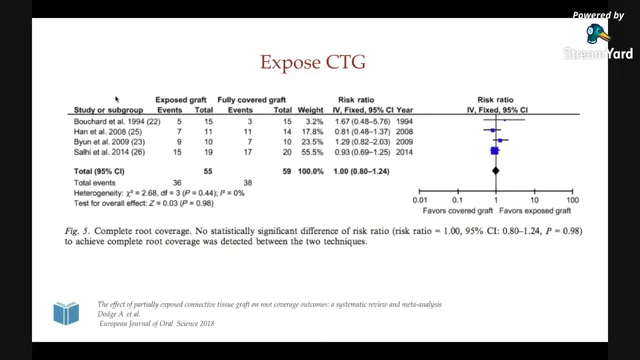 Powered by
StreamYard
Expose CTG
Exposed graft Fully covered graft Risk ratio Risk ratio
Study or subgroup Events Total Events Total Weight IV, Fixed, 95% CI Year IV, Fixed, 95% CI
Bouchard et al. 1994 (22) 5 15 3 15 3.2% 1.67 (0.48–5.76) 1994
Han et al. 2008 (25) 7 11 11 14 17.8% 0.81 (0.48–1.37) 2008
Byun et al. 2009 (23) 9 10 7 10 23.5% 1.29 (0.82–2.03) 2009
Salhi et al. 2014 (26) 15 19 17 20 55.5% 0.93 (0.69–1.25) 2014
Total (95% CI) 55 59 100.0% 1.00 (0.80–1.24)
Total events 36 38
Heterogeneity: χ² = 2.68, df = 3 (P = 0.44); I² = 0%
Test for overall effect: Z = 0.03 (P = 0.98)
0.01 0.1 1 10 100
Favors covered graft Favors exposed graft
Fig. 5. Complete root coverage. No statistically significant difference of risk ratio (risk ratio = 1.00, 95% CI: 0.80–1.24, P = 0.98)
to achieve complete root coverage was detected between the two techniques.
The effect of partially exposed connective tissue graft on root coverage outcomes: a systematic review and meta-analysis
Dodge A et al.
European Journal of Oral Science 2018